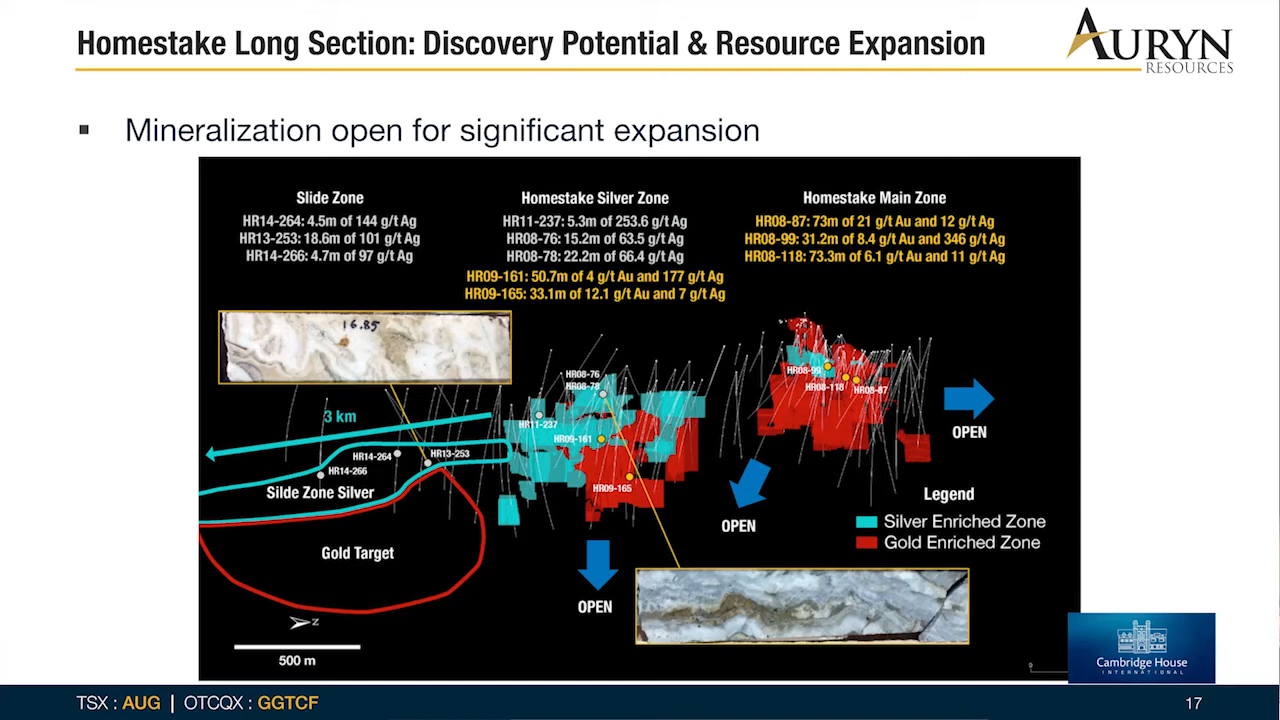 Homestake Long Section: Discovery Potential & Resource Expansion
AURYN
RESOURCES
▪ Mineralization open for significant expansion
Slide Zone
HR14-264: 4.5m of 144 g/t Ag
HR13-253: 18.6m of 101 g/t Ag
HR14-266: 4.7m of 97 g/t Ag
Homestake Silver Zone
HR11-237: 5.3m of 253.6 g/t Ag
HR08-76: 15.2m of 63.5 g/t Ag
HR08-78: 22.2m of 66.4 g/t Ag
HR09-161: 50.7m of 4 g/t Au and 177 g/t Ag
HR09-165: 33.1m of 12.1 g/t Au and 7 g/t Ag
Homestake Main Zone
HR08-87: 73m of 21 g/t Au and 12 g/t Ag
HR08-99: 31.2m of 8.4 g/t Au and 346 g/t Ag
HR08-118: 73.3m of 6.1 g/t Au and 11 g/t Ag
16.85
3 km
HR14-264
HR13-253
HR14-266
Silde Zone Silver
Gold Target
HR08-76
HR08-78
HR11-237
HR09-161
HR09-165
HR08-99
HR08-118
HR08-87
OPEN
OPEN
OPEN
Legend
Silver Enriched Zone
Gold Enriched Zone
Z
500 m
0
Cambridge House
INTERNATIONAL
TSX : AUG | OTCQX : GGTCF
17